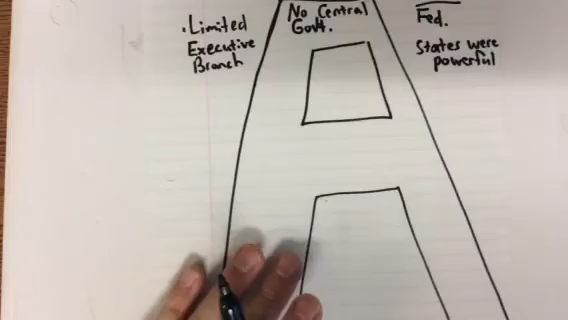 . Limited
Executive
Branch
No Central
Govt.
Fed.
States were
powerful